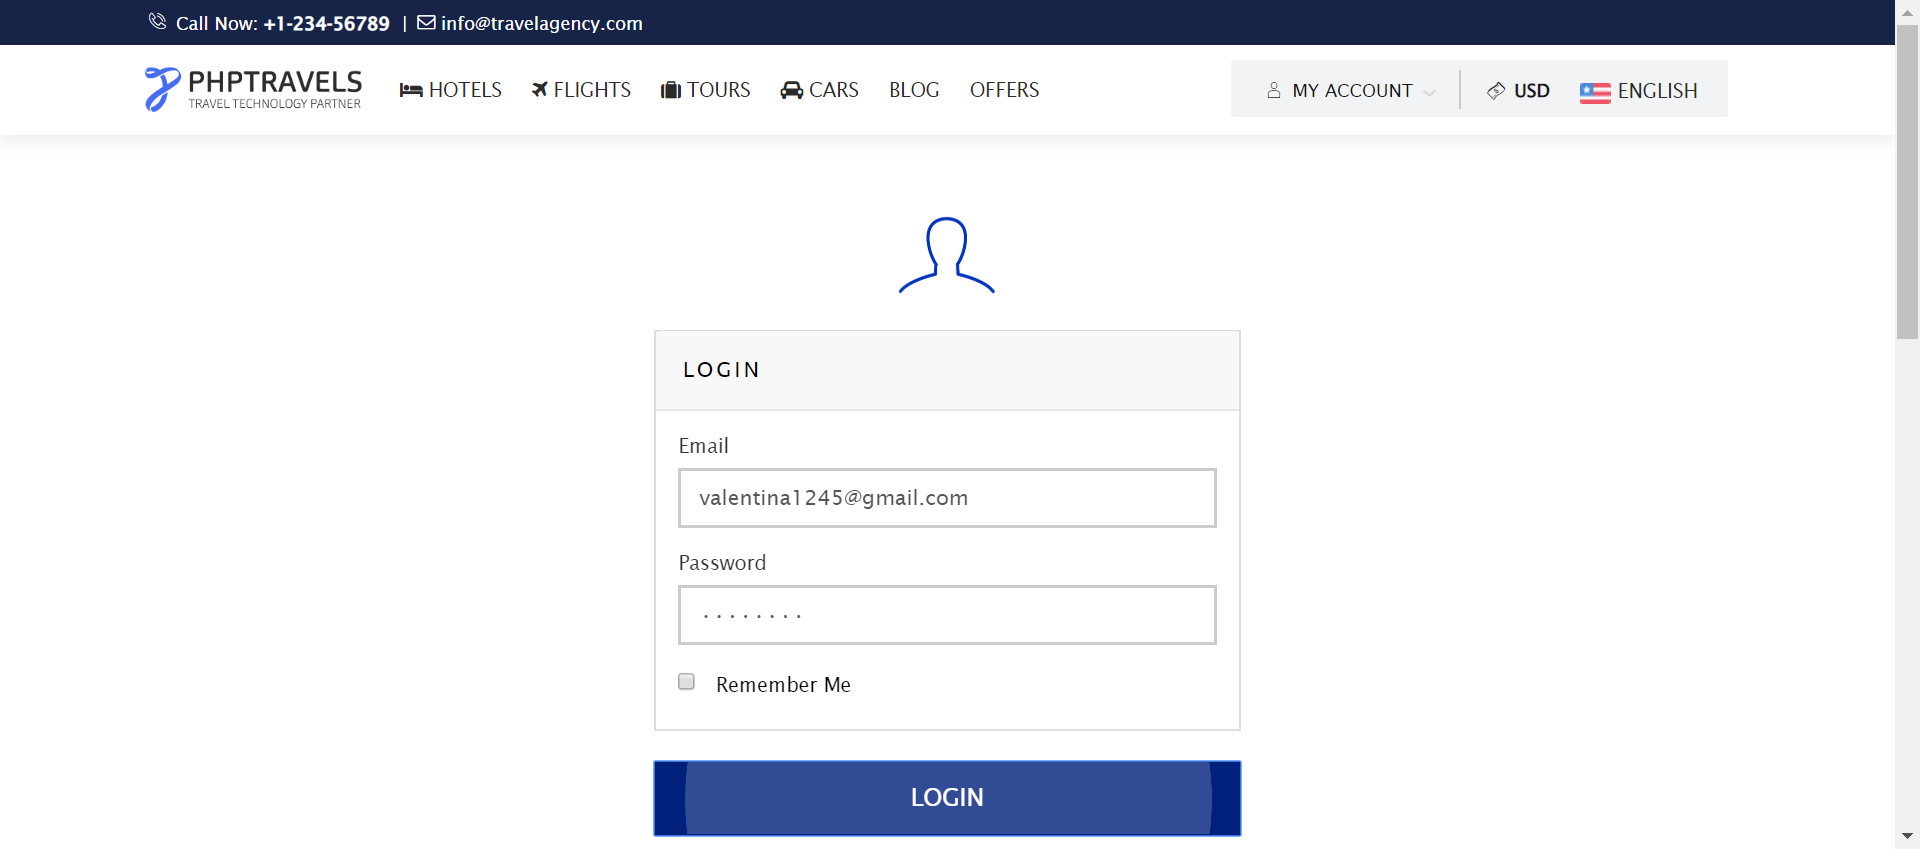 Call Now: +1-234-56789 | info@travelagency.com
PHPTRAVELS
TRAVEL TECHNOLOGY PARTNER
HOTELS FLIGHTS TOURS CARS BLOG OFFERS
MY ACCOUNT USD ENGLISH
LOGIN
Email
valentina1245@gmail.com
Password
········
Remember Me
LOGIN